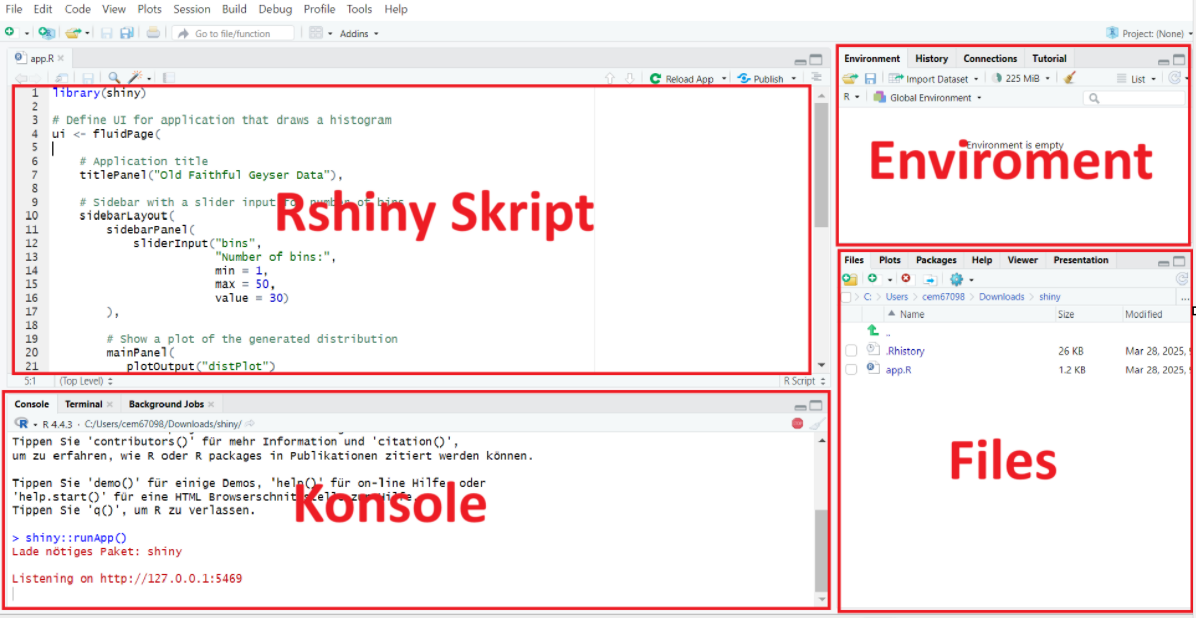 File Edit Code View Plots Session Build Debug Profile Tools Help
Go to file/function Addins Project: (None)
app.R
Reload App Publish
1 library(shiny)
2
3 # Define UI for application that draws a histogram
4 ui <- fluidPage(
5
6 # Application title
7 titlePanel("Old Faithful Geyser Data"),
8
9 # Sidebar with a slider input for number of bins
10 sidebarLayout(
11 sidebarPanel(
12 sliderInput("bins",
13 "Number of bins:",
14 min = 1,
15 max = 50,
16 value = 30)
17 ),
18
19 # Show a plot of the generated distribution
20 mainPanel(
21 plotOutput("distPlot")
Rshiny Skript
5:1 (Top Level) R Script
Console Terminal Background Jobs
R 4.4.3 · C:/Users/cem67098/Downloads/shiny/
Tippen Sie 'contributors()' für mehr Information und 'citation()',
um zu erfahren, wie R oder R packages in Publikationen zitiert werden können.
Tippen Sie 'demo()' für einige Demos, 'help()' für on-line Hilfe, oder
'help.start()' für eine HTML Browserschnittstelle zur Hilfe.
Tippen Sie 'q()', um R zu verlassen.
Konsole
> shiny::runApp()
Lade nötiges Paket: shiny
Listening on http://127.0.0.1:5469
Environment History Connections Tutorial
Import Dataset 225 MiB List
R Global Environment
Environment is empty
Enviroment
Files Plots Packages Help Viewer Presentation
C: Users cem67098 Downloads shiny ...
Name Size Modified
..
.Rhistory 26 KB Mar 28, 2025, 9
app.R 1.2 KB Mar 28, 2025, 9
Files